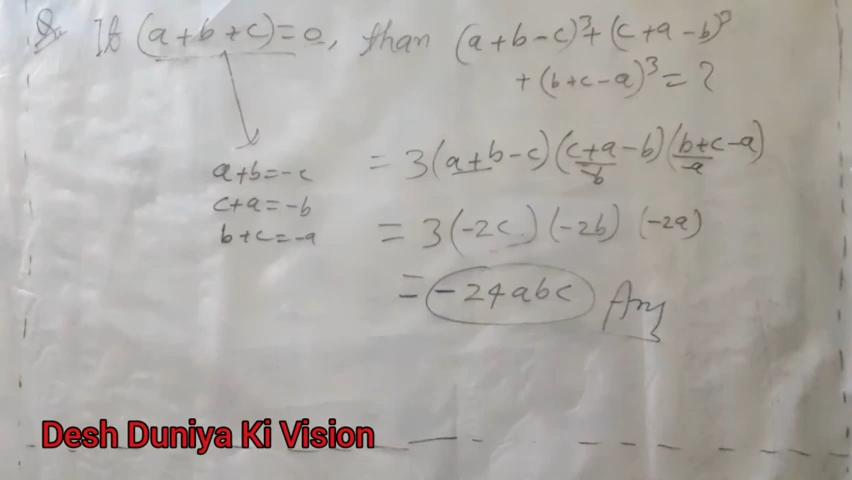 Q. If (a+b+c)=0, than (a+b-c)³+(c+a-b)³
+(b+c-a)³=?
a+b=-c
c+a=-b
b+c=-a
= 3(a+b-c)(c+a-b)(b+c-a)
-b -a
= 3(-2c)(-2b)(-2a)
= -24abc Ans
Desh Duniya Ki Vision